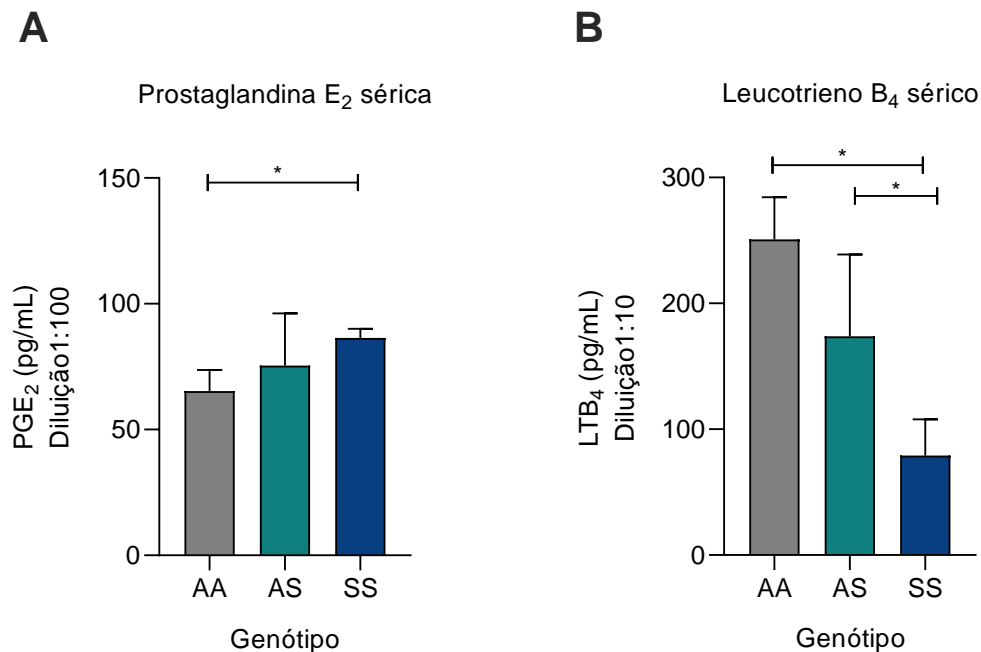 A
Prostaglandina E₂ sérica
*
150
100
50
0
PGE₂ (pg/mL)
Diluição1:100
AA AS SS
Genótipo
B
Leucotrieno B₄ sérico
*
*
300
200
100
0
LTB₄ (pg/mL)
Diluição1:10
AA AS SS
Genótipo